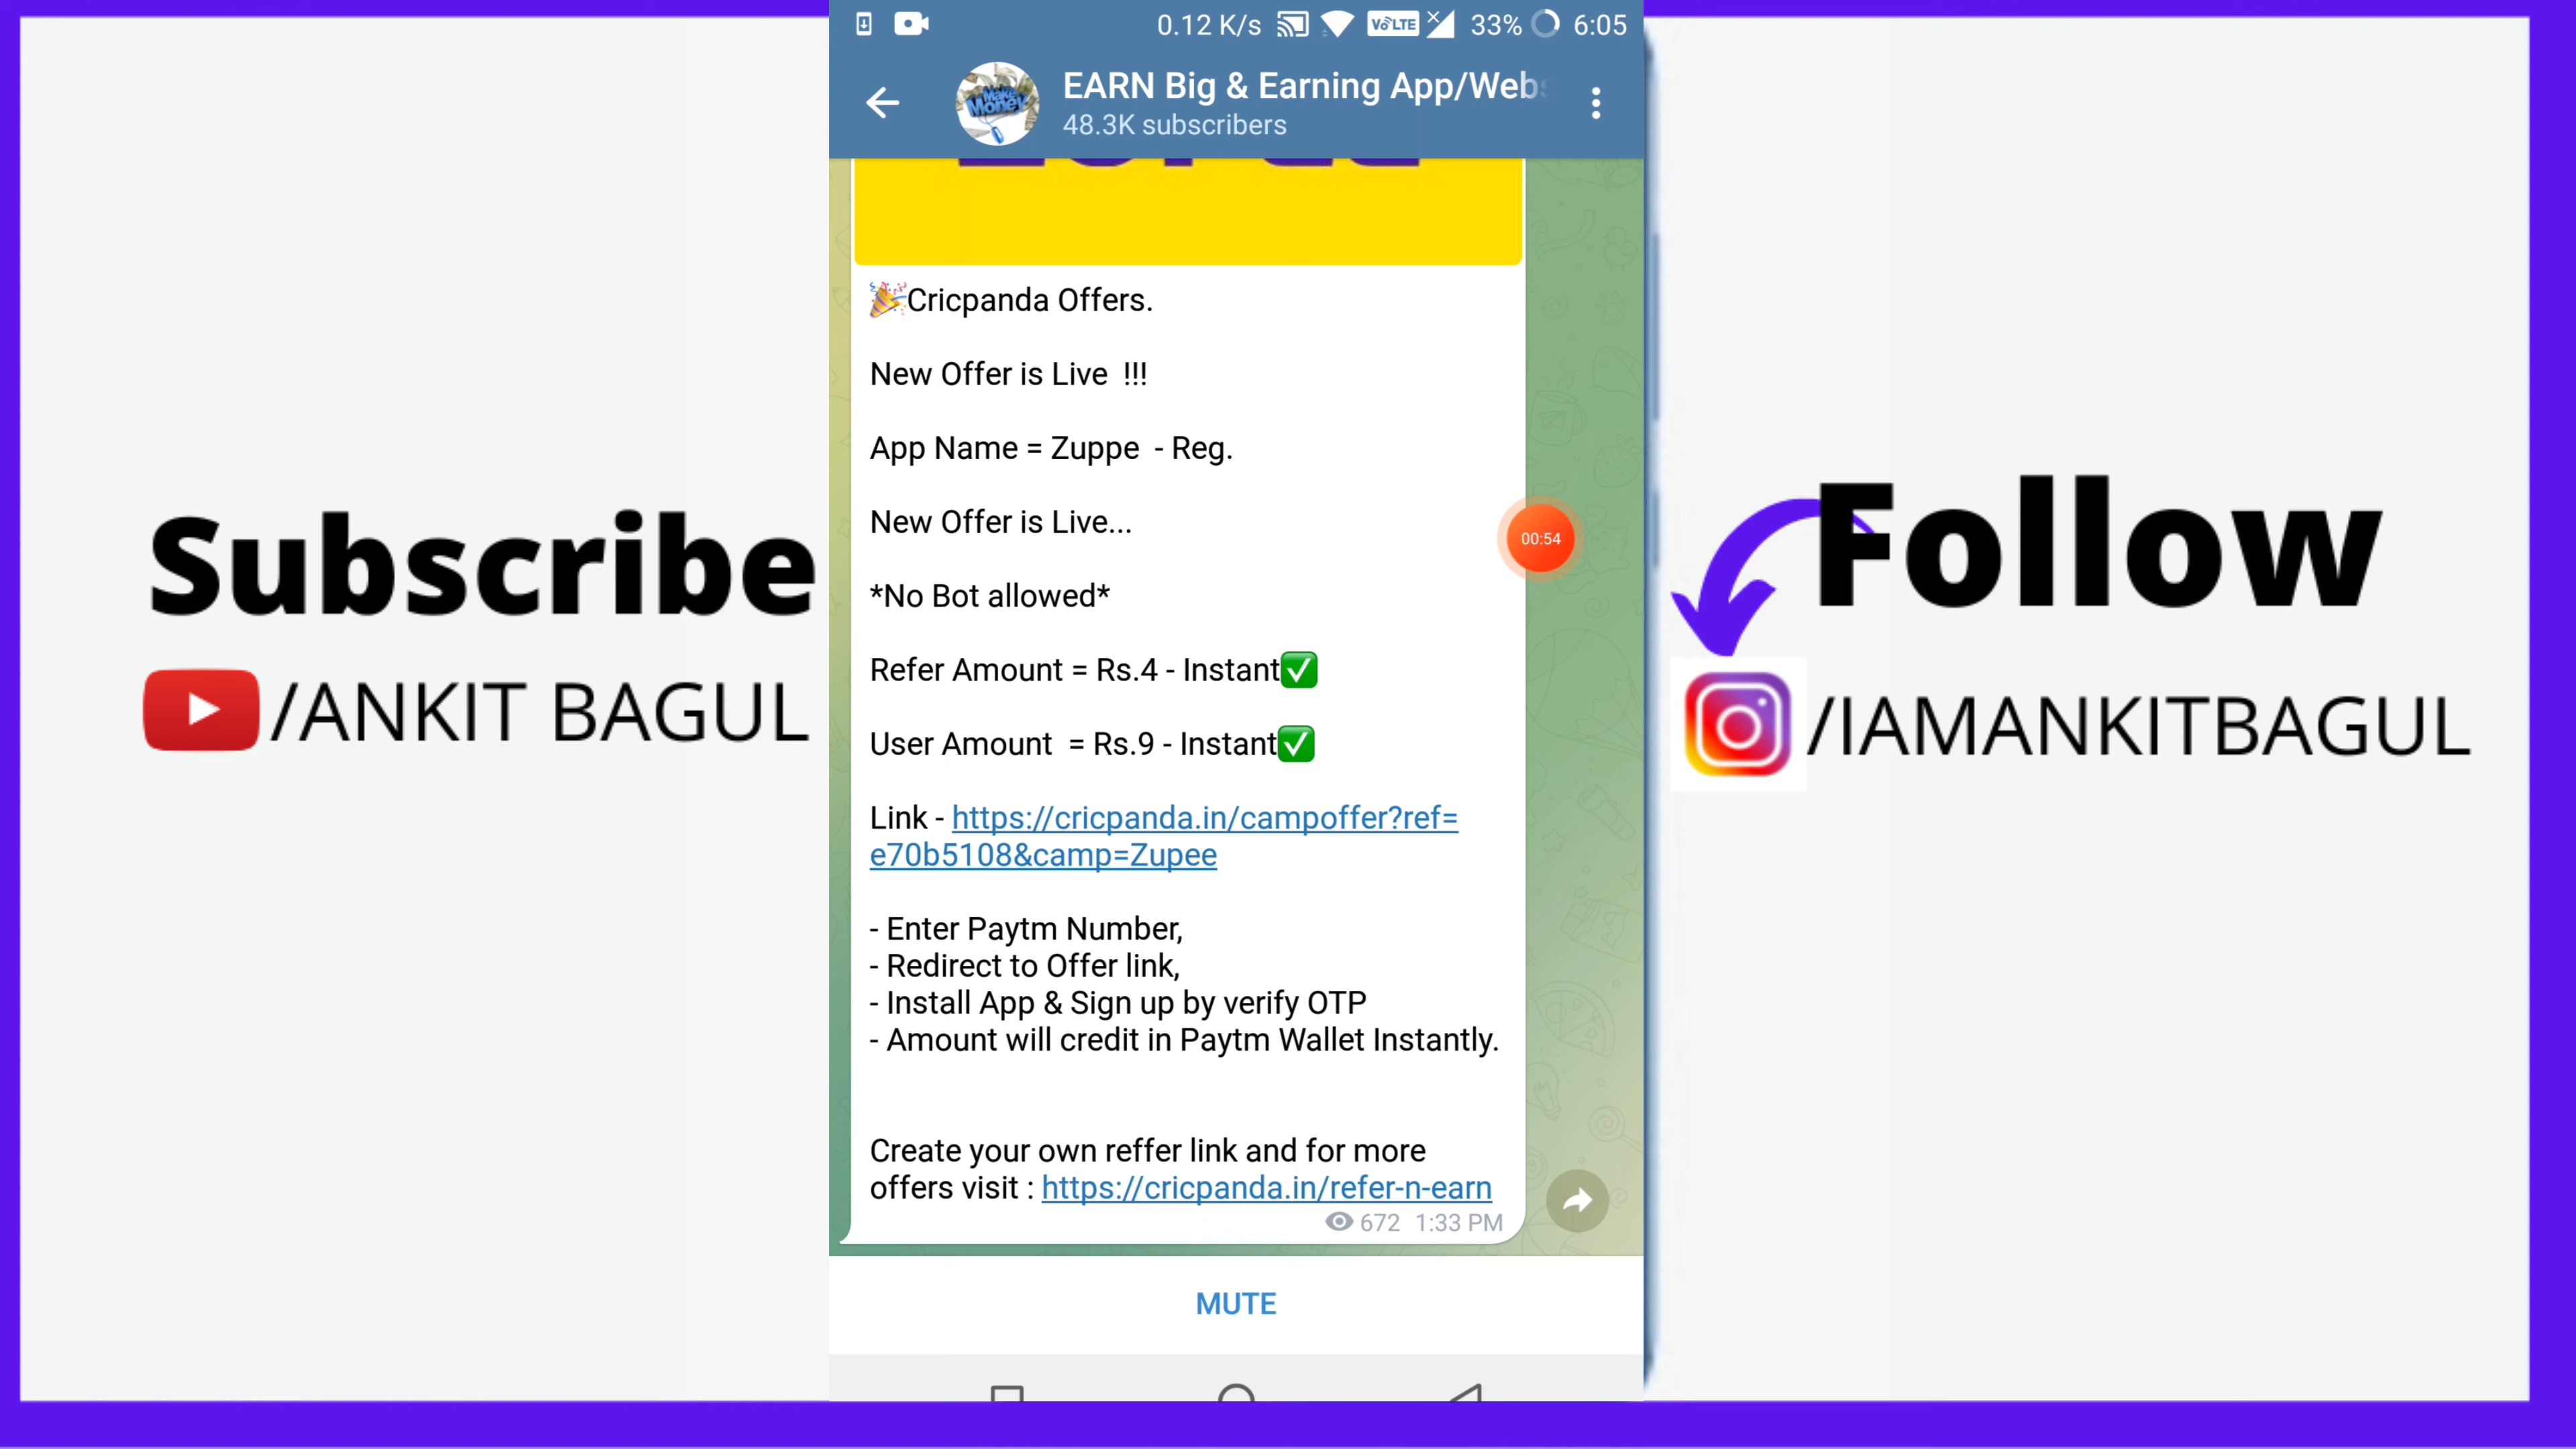 0.12 K/s VoLTE 33% 6:05
EARN Big & Earning App/Webs
48.3K subscribers
Make Money
🎉Cricpanda Offers.
New Offer is Live !!!
App Name = Zuppe - Reg.
New Offer is Live...
*No Bot allowed*
Refer Amount = Rs.4 - Instant✅
User Amount = Rs.9 - Instant✅
Link - https://cricpanda.in/campoffer?ref=
e70b5108&camp=Zupee
- Enter Paytm Number,
- Redirect to Offer link,
- Install App & Sign up by verify OTP
- Amount will credit in Paytm Wallet Instantly.
Create your own reffer link and for more
offers visit : https://cricpanda.in/refer-n-earn
672 1:33 PM
MUTE
00:54
Subscribe
/ANKIT BAGUL
Follow
/IAMANKITBAGUL